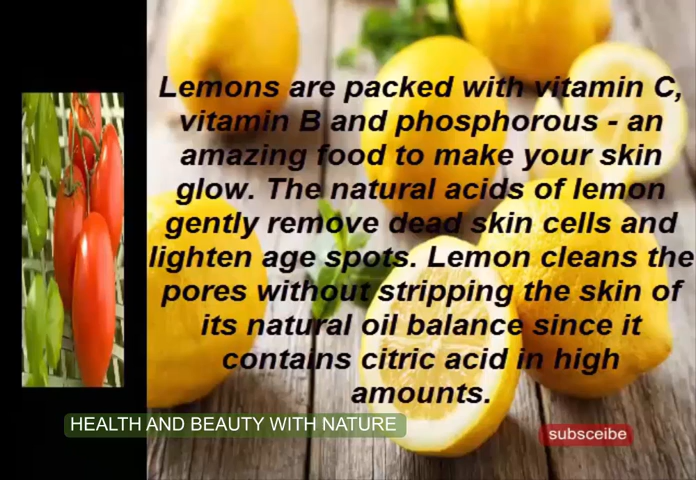 Lemons are packed with vitamin C,
vitamin B and phosphorous - an
amazing food to make your skin
glow. The natural acids of lemon
gently remove dead skin cells and
lighten age spots. Lemon cleans the
pores without stripping the skin of
its natural oil balance since it
contains citric acid in high
amounts.
HEALTH AND BEAUTY WITH NATURE
subsceibe